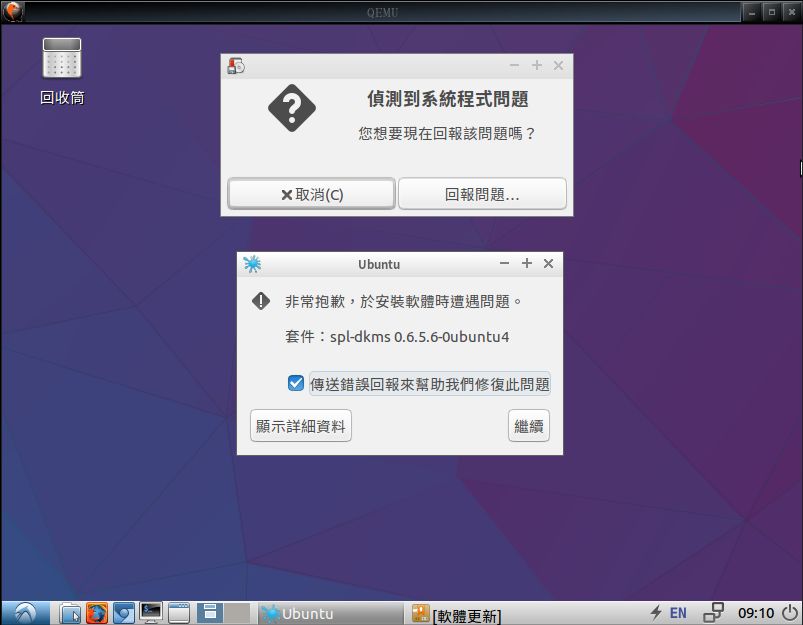 QEMU
回收筒
偵測到系統程式問題
您想要現在回報該問題嗎？
取消(C)
回報問題...
Ubuntu
非常抱歉，於安裝軟體時遭遇問題。
套件：spl-dkms 0.6.5.6-0ubuntu4
傳送錯誤回報來幫助我們修復此問題
顯示詳細資料
繼續
Ubuntu
[軟體更新]
EN
09:10